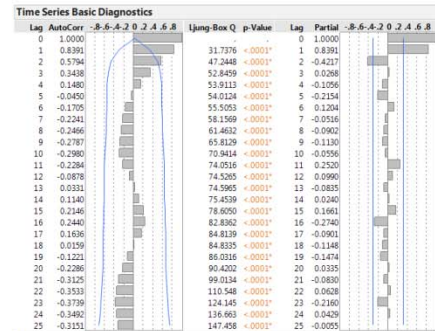 Time Series Basic Diagnostics
Lag AutoCorr -.8-.6-.4-.2 0 .2 .4 .6 .8 Ljung-Box Q p-Value Lag Partial -.8-.6-.4-.2 0 .2 .4 .6 .8
0 1.0000 . . 0 1.0000
1 0.8391 31.7376 <.0001* 1 0.8391
2 0.5794 47.2448 <.0001* 2 -0.4217
3 0.3438 52.8459 <.0001* 3 0.0268
4 0.1480 53.9113 <.0001* 4 -0.1056
5 -0.0450 54.0124 <.0001* 5 -0.2154
6 -0.1705 55.5053 <.0001* 6 0.1204
7 -0.2241 58.1569 <.0001* 7 -0.0516
8 -0.2466 61.4632 <.0001* 8 -0.0902
9 -0.2787 65.8129 <.0001* 9 -0.1130
10 -0.2980 70.9414 <.0001* 10 -0.0556
11 -0.2284 74.0516 <.0001* 11 0.2520
12 -0.0878 74.5265 <.0001* 12 0.0990
13 0.0331 74.5965 <.0001* 13 -0.0835
14 0.1140 75.4539 <.0001* 14 0.0240
15 0.2146 78.6050 <.0001* 15 0.1661
16 0.2440 82.8362 <.0001* 16 -0.2740
17 0.1636 84.8139 <.0001* 17 -0.0901
18 0.0159 84.8335 <.0001* 18 -0.1148
19 -0.1221 86.0316 <.0001* 19 -0.1474
20 -0.2286 90.4202 <.0001* 20 0.0335
21 -0.3125 99.0134 <.0001* 21 -0.0830
22 -0.3533 110.548 <.0001* 22 0.0628
23 -0.3739 124.145 <.0001* 23 -0.2160
24 -0.3492 136.663 <.0001* 24 -0.0429
25 -0.3151 147.458 <.0001* 25 -0.0055